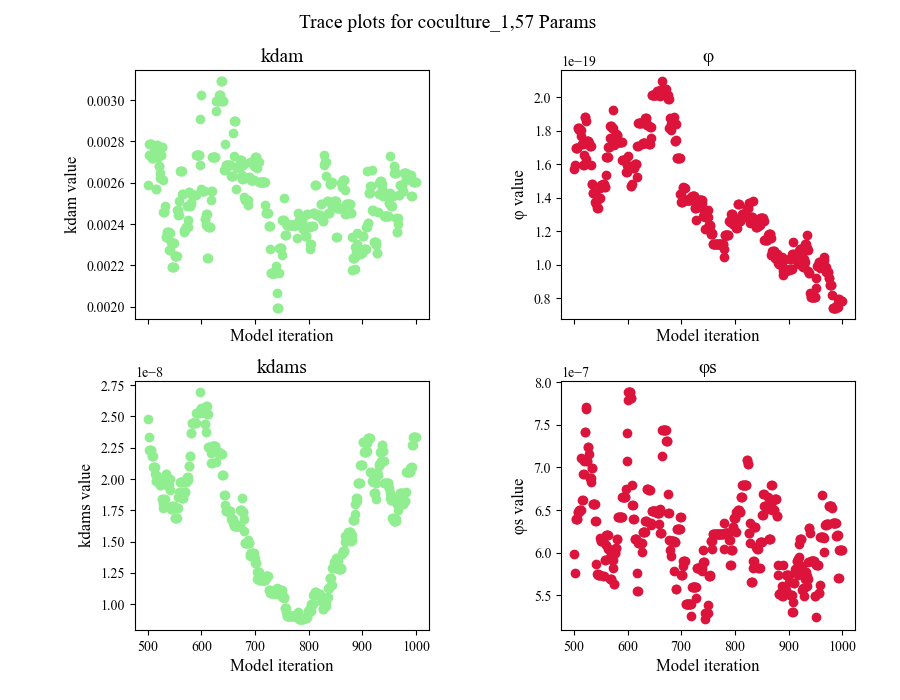 Trace plots for coculture_1,57 Params
kdam
φ
1e−19
kdam value
0.0030
0.0028
0.0026
0.0024
0.0022
0.0020
φ value
2.0
1.8
1.6
1.4
1.2
1.0
0.8
Model iteration
Model iteration
kdams
φs
1e−8
1e−7
kdams value
2.75
2.50
2.25
2.00
1.75
1.50
1.25
1.00
φs value
8.0
7.5
7.0
6.5
6.0
5.5
500 600 700 800 900 1000
500 600 700 800 900 1000
Model iteration
Model iteration